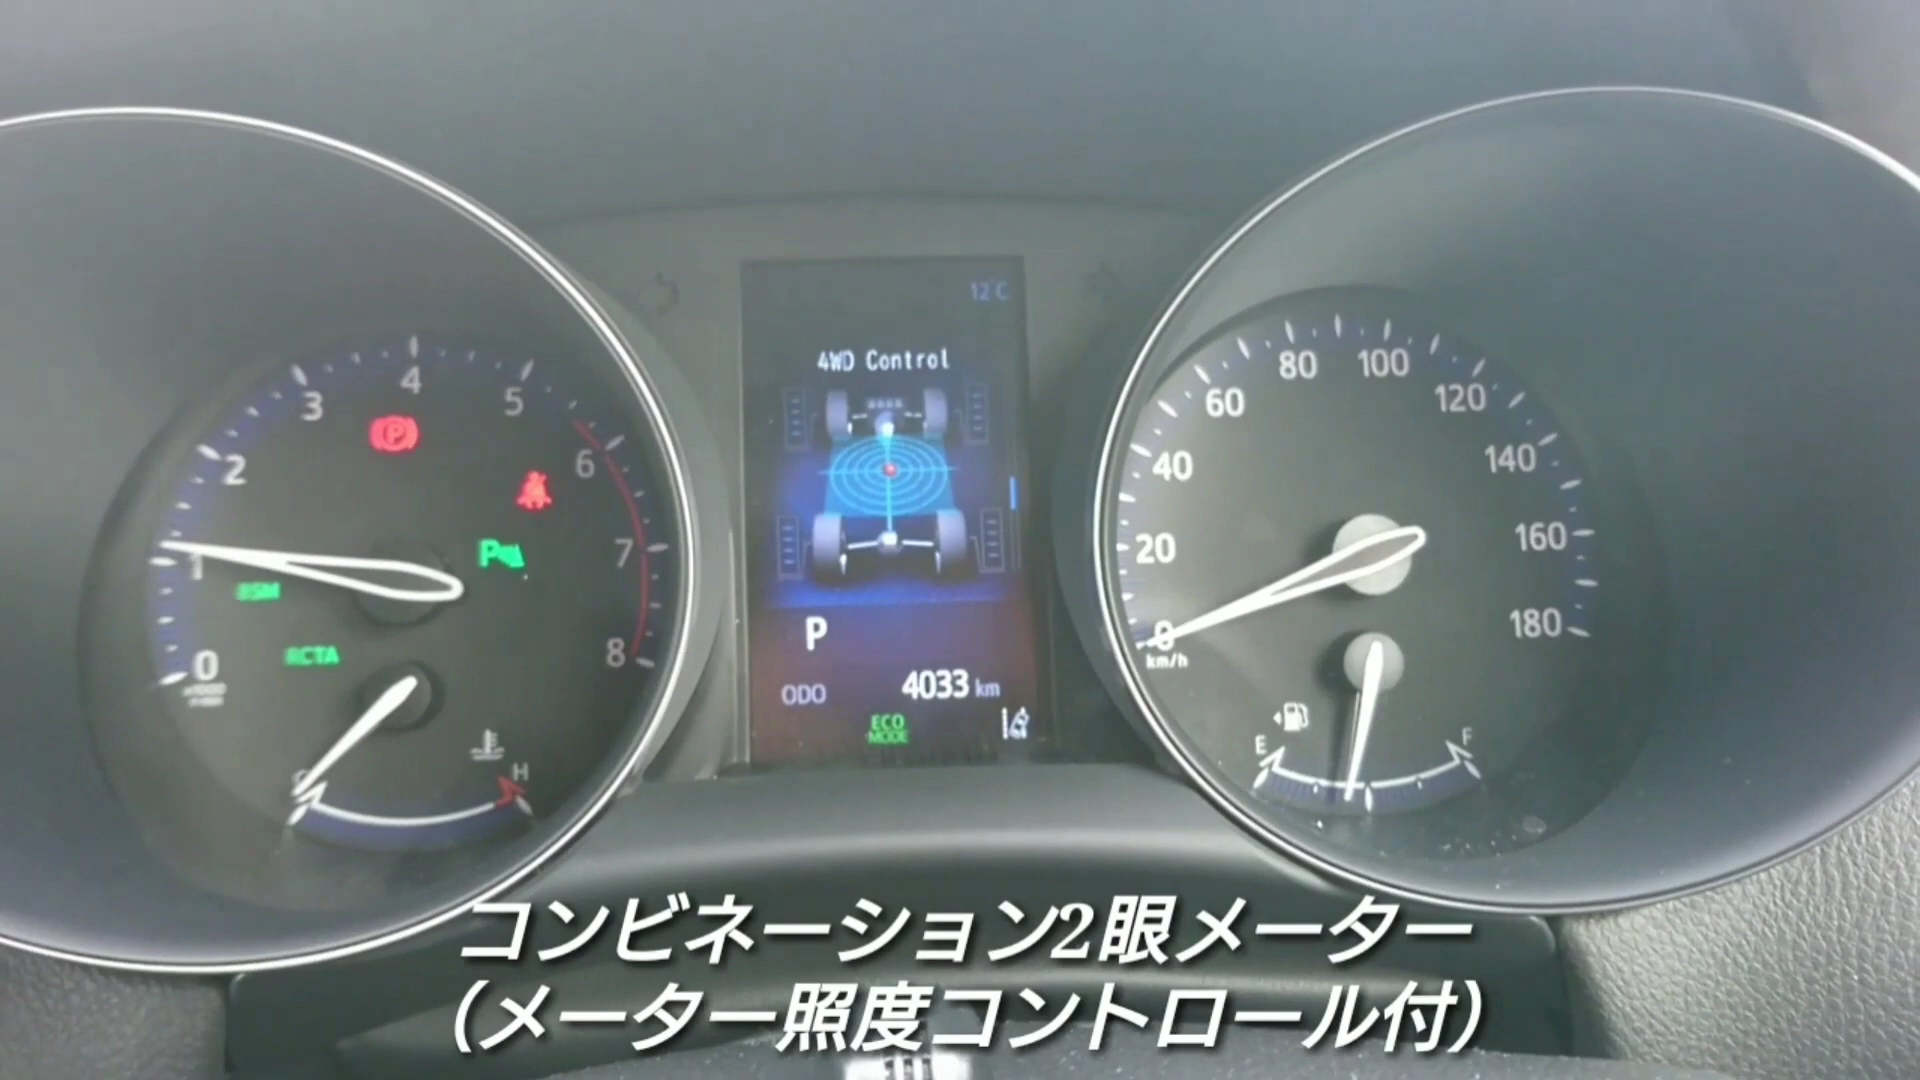 12°C
4WD Control
P
ODO 4033 km
ECO
MODE
0 1 2 3 4 5 6 7 8
(P)
P
BSM
RCTA
C H
0 20 40 60 80 100 120 140 160 180
km/h
E F
コンビネーション2眼メーター
(メーター照度コントロール付)